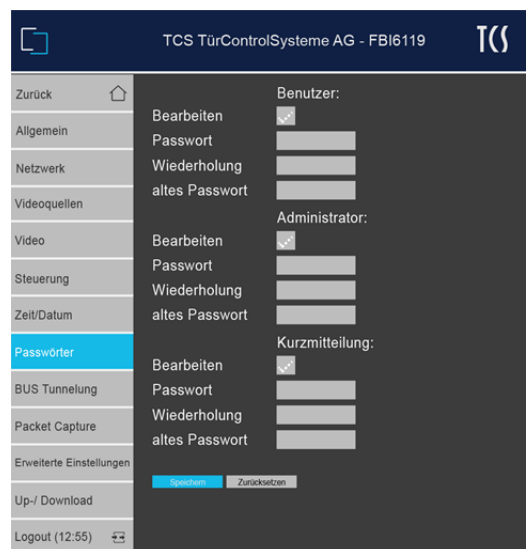 TCS TürControlSysteme AG - FBI6119
TCS
Zurück
Allgemein
Netzwerk
Videoquellen
Video
Steuerung
Zeit/Datum
Passwörter
BUS Tunnelung
Packet Capture
Erweiterte Einstellungen
Up-/ Download
Logout (12:55)
Benutzer:
Bearbeiten
Passwort
Wiederholung
altes Passwort
Administrator:
Bearbeiten
Passwort
Wiederholung
altes Passwort
Kurzmitteilung:
Bearbeiten
Passwort
Wiederholung
altes Passwort
Speichern Zurücksetzen